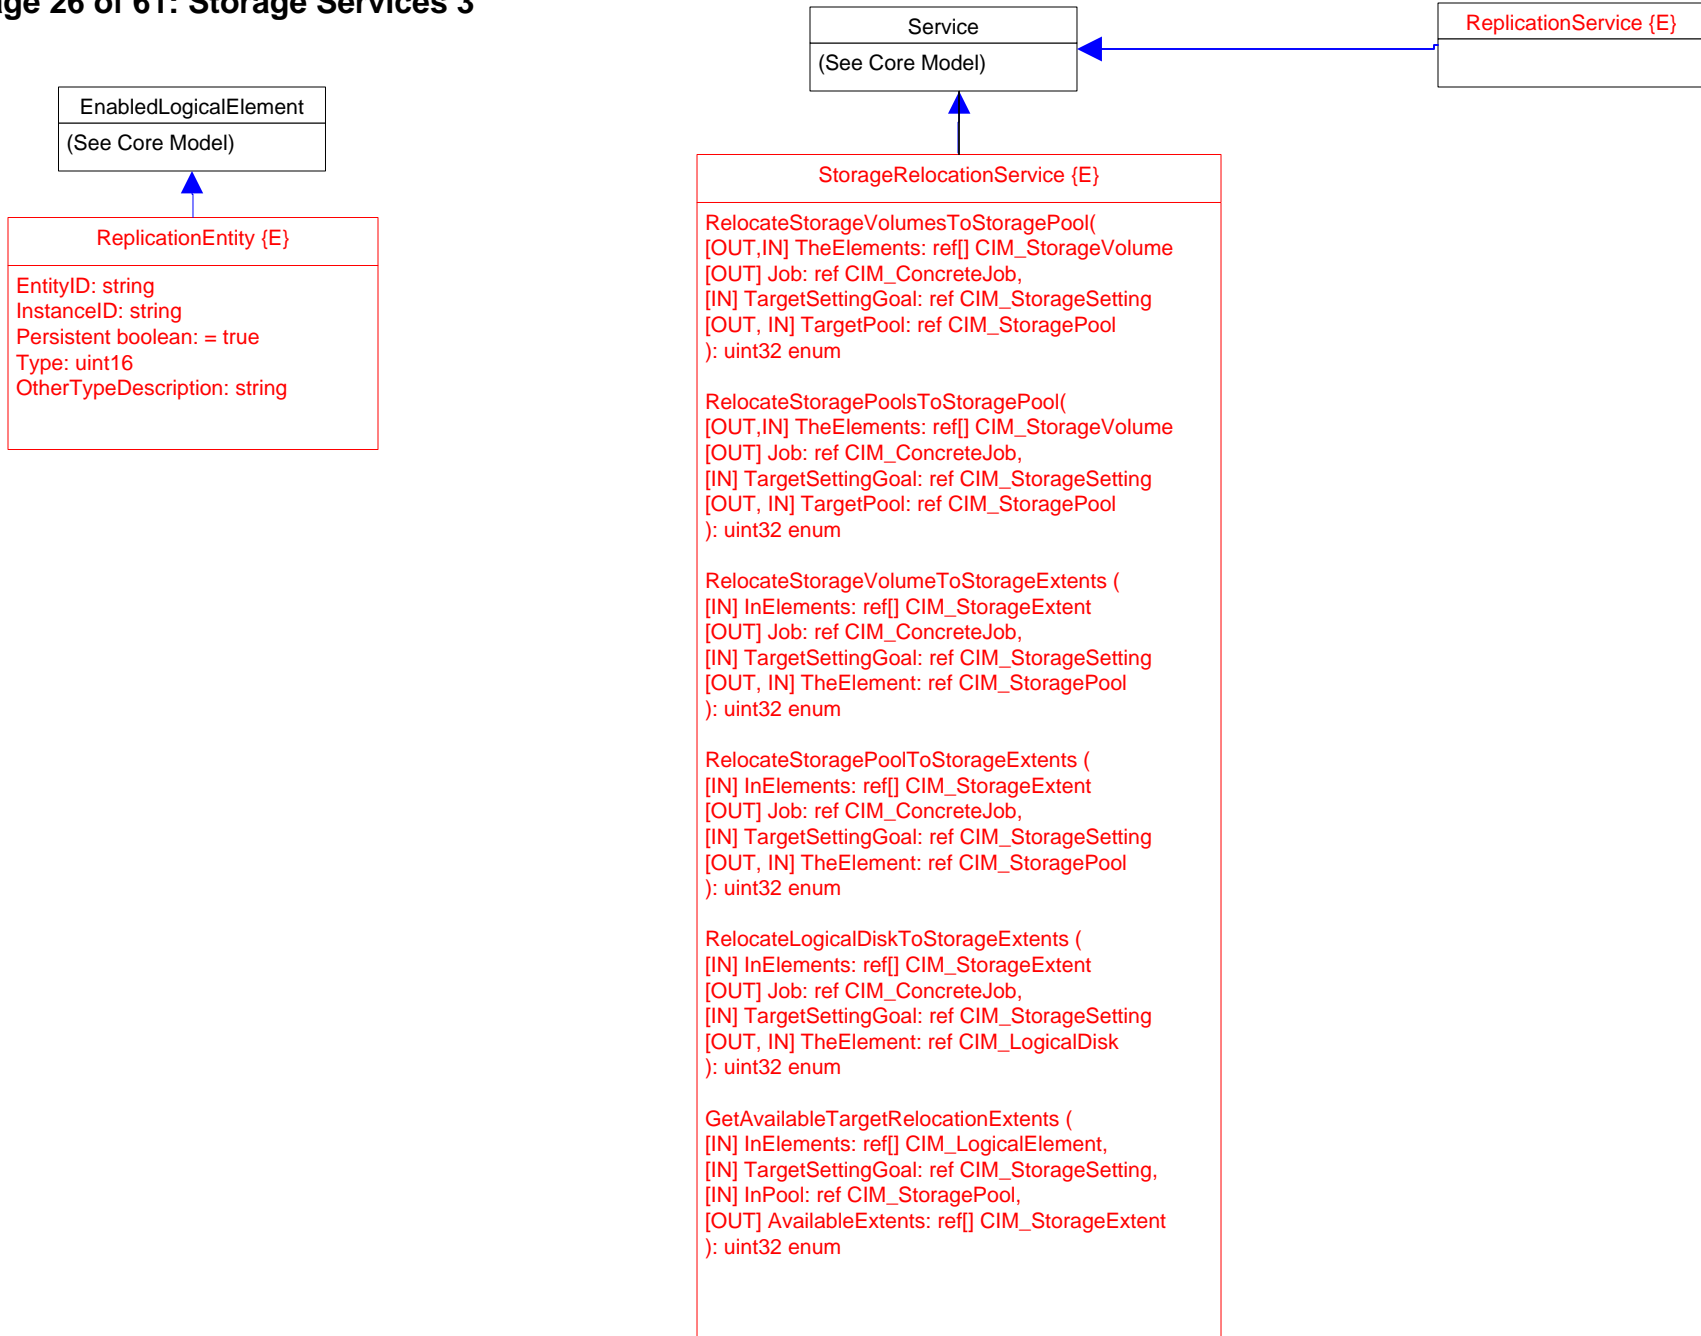 age 26 of 61: Storage Services 3
Service
(See Core Model)
ReplicationService {E}
EnabledLogicalElement
(See Core Model)
ReplicationEntity {E}
EntityID: string
InstanceID: string
Persistent boolean: = true
Type: uint16
OtherTypeDescription: string
StorageRelocationService {E}
RelocateStorageVolumesToStoragePool(
[OUT,IN] TheElements: ref[] CIM_StorageVolume
[OUT] Job: ref CIM_ConcreteJob,
[IN] TargetSettingGoal: ref CIM_StorageSetting
[OUT, IN] TargetPool: ref CIM_StoragePool
): uint32 enum
RelocateStoragePoolsToStoragePool(
[OUT,IN] TheElements: ref[] CIM_StorageVolume
[OUT] Job: ref CIM_ConcreteJob,
[IN] TargetSettingGoal: ref CIM_StorageSetting
[OUT, IN] TargetPool: ref CIM_StoragePool
): uint32 enum
RelocateStorageVolumeToStorageExtents (
[IN] InElements: ref[] CIM_StorageExtent
[OUT] Job: ref CIM_ConcreteJob,
[IN] TargetSettingGoal: ref CIM_StorageSetting
[OUT, IN] TheElement: ref CIM_StoragePool
): uint32 enum
RelocateStoragePoolToStorageExtents (
[IN] InElements: ref[] CIM_StorageExtent
[OUT] Job: ref CIM_ConcreteJob,
[IN] TargetSettingGoal: ref CIM_StorageSetting
[OUT, IN] TheElement: ref CIM_StoragePool
): uint32 enum
RelocateLogicalDiskToStorageExtents (
[IN] InElements: ref[] CIM_StorageExtent
[OUT] Job: ref CIM_ConcreteJob,
[IN] TargetSettingGoal: ref CIM_StorageSetting
[OUT, IN] TheElement: ref CIM_LogicalDisk
): uint32 enum
GetAvailableTargetRelocationExtents (
[IN] InElements: ref[] CIM_LogicalElement,
[IN] TargetSettingGoal: ref CIM_StorageSetting,
[IN] InPool: ref CIM_StoragePool,
[OUT] AvailableExtents: ref[] CIM_StorageExtent
): uint32 enum